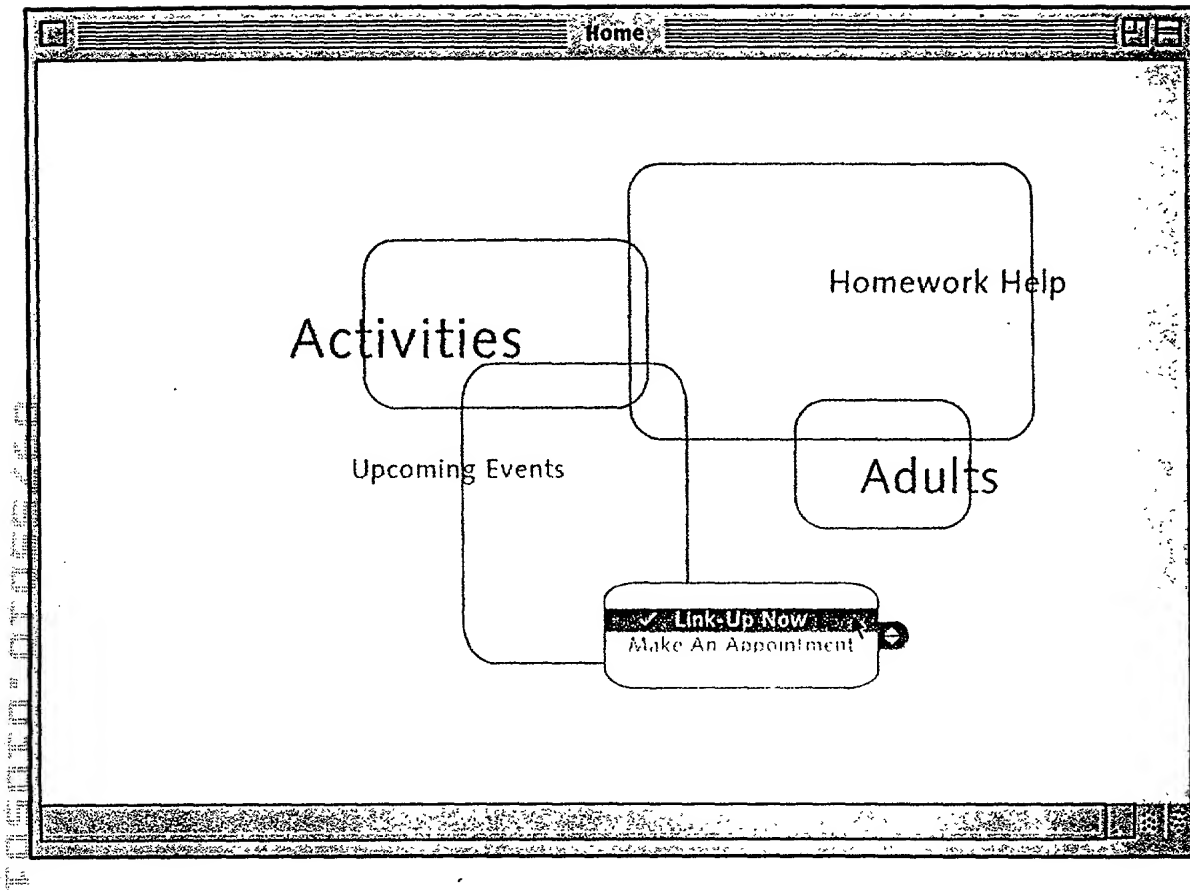 Home
Homework Help
Activities
Upcoming Events
Adults
✓ Link-Up Now
Make An Appointment